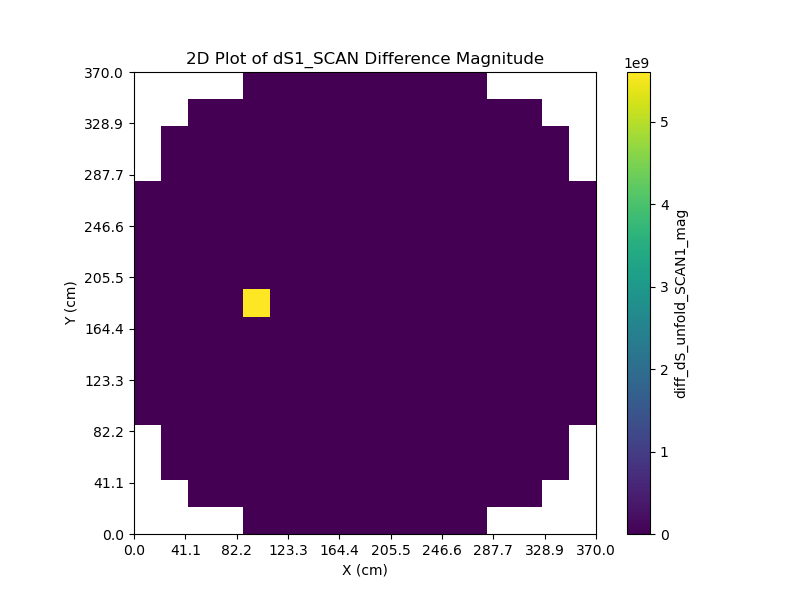 2D Plot of dS1_SCAN Difference Magnitude
1e9
370.0
328.9
287.7
246.6
205.5
164.4
123.3
82.2
41.1
0.0
Y (cm)
0.0 41.1 82.2 123.3 164.4 205.5 246.6 287.7 328.9 370.0
X (cm)
5
4
3
2
1
0
diff_dS_unfold_SCAN1_mag